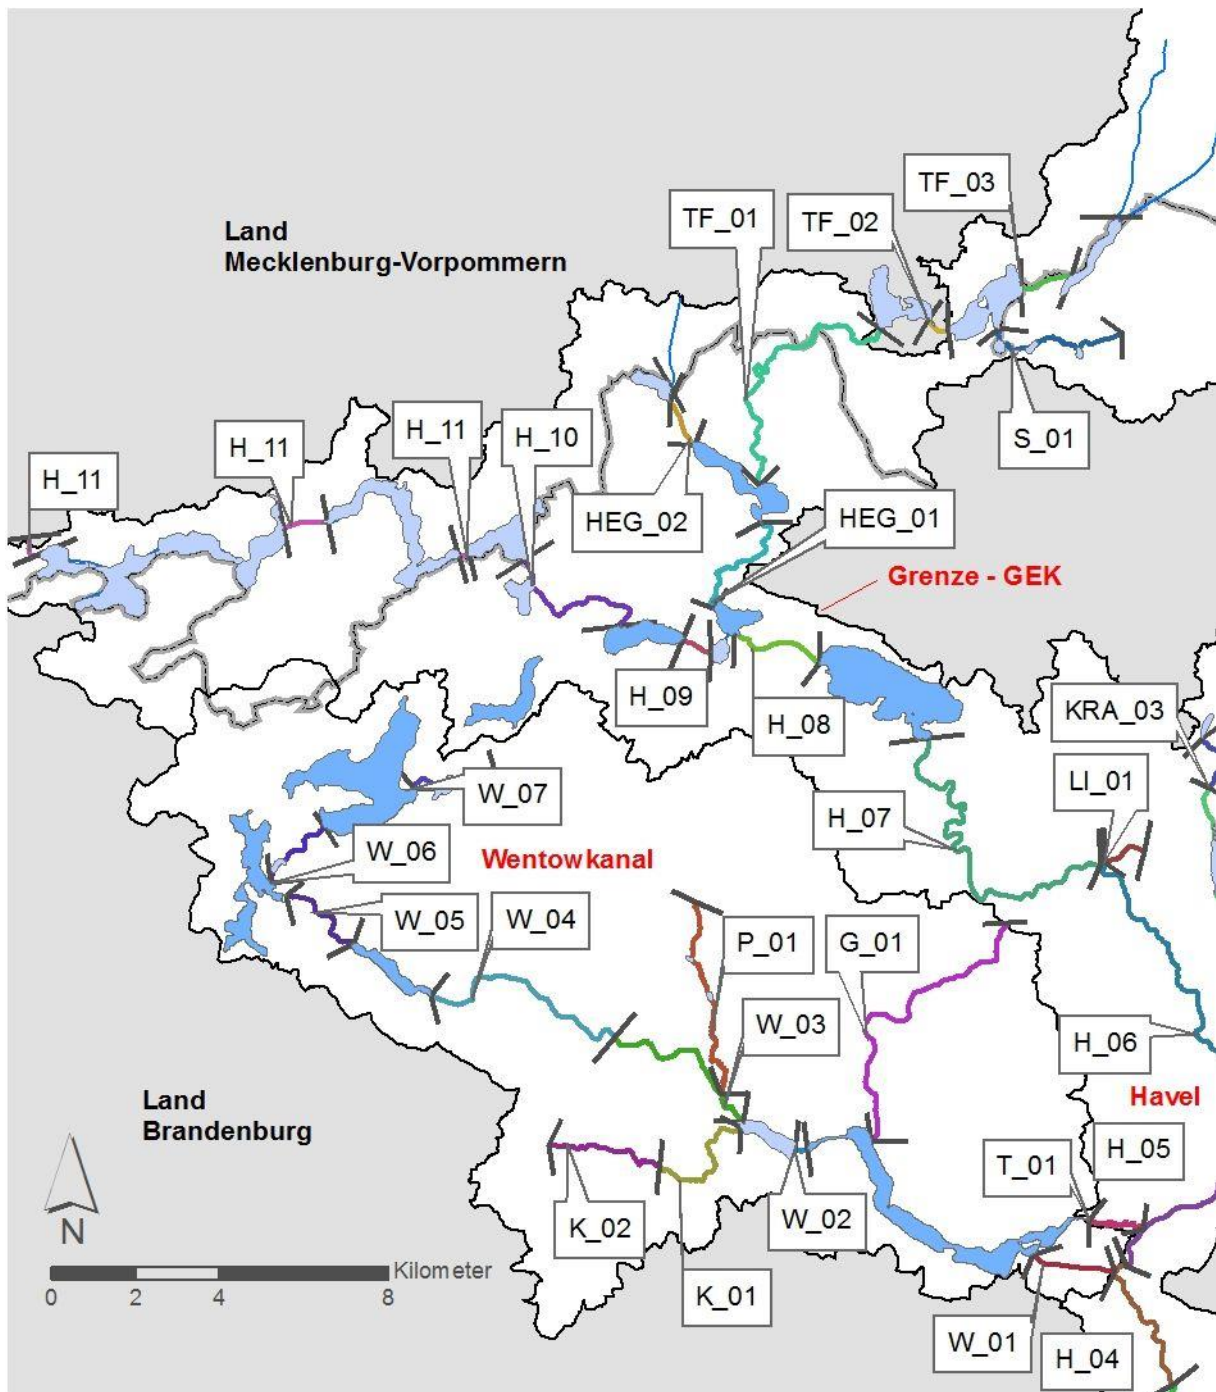 TF_03
TF_01
TF_02
Land
Mecklenburg-Vorpommern
S_01
H_11
H_11
H_10
H_11
HEG_02
HEG_01
Grenze - GEK
H_09
H_08
KRA_03
W_07
LI_01
H_07
W_06
Wentowkanal
W_05
W_04
P_01
G_01
W_03
H_06
Land
Brandenburg
Havel
H_05
T_01
N
K_02
W_02
Kilometer
0 2 4 8
K_01
W_01
H_04